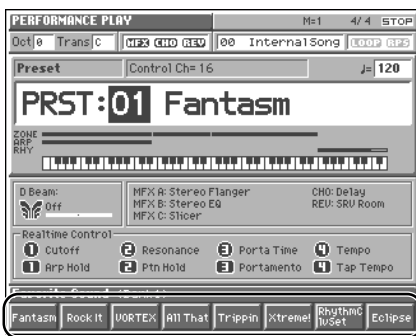 PERFORMANCE PLAY M=1 4/4 STOP
Oct 0 Trans C MFX CHO REV 00 InternalSong LOOP RPS
Preset Control Ch=16 ♩= 120
PRST:01 Fantasm
ZONE
ARP
RHY
D Beam: MFX A: Stereo Flanger CHO: Delay
Off MFX B: Stereo EQ REV: SRV Room
MFX C: Slicer
Realtime Control
1 Cutoff 2 Resonance 3 Porta Time 4 Tempo
1 Arp Hold 2 Ptn Hold 3 Portamento 4 Tap Tempo
Fantasm Rock It VORTEX All That Trippin Xtreme! RhythmC 1vSet Eclipse